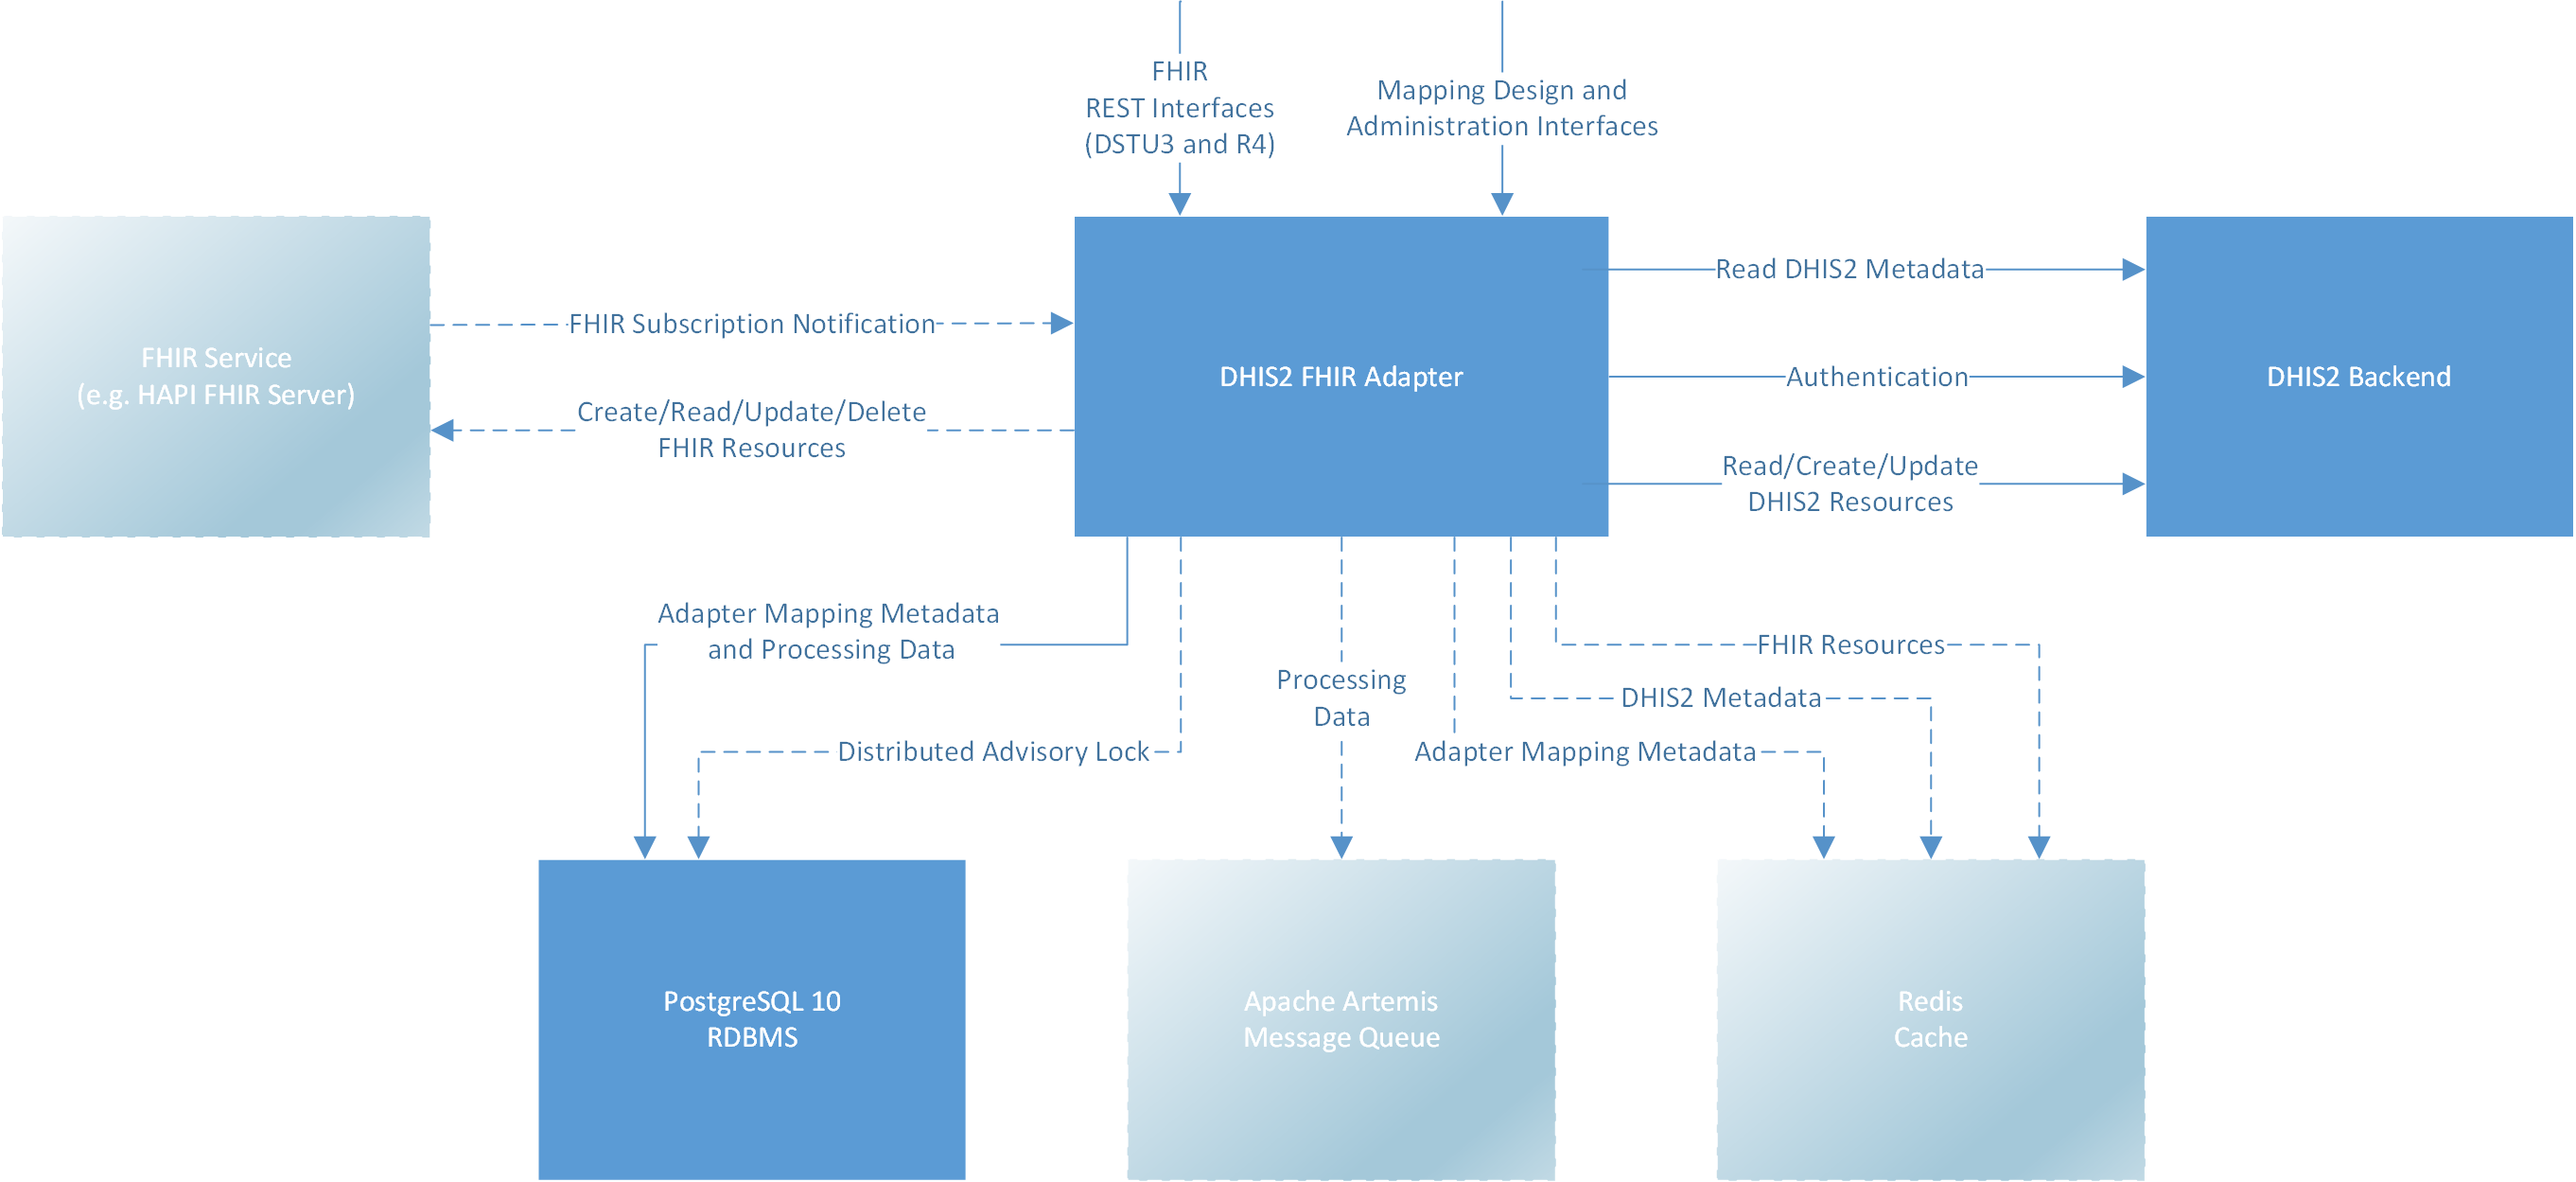 FHIR
REST Interfaces
(DSTU3 and R4)
Mapping Design and
Administration Interfaces
FHIR Service
(e.g. HAPI FHIR Server)
FHIR Subscription Notification
Create/Read/Update/Delete
FHIR Resources
DHIS2 FHIR Adapter
Read DHIS2 Metadata
Authentication
Read/Create/Update
DHIS2 Resources
DHIS2 Backend
Adapter Mapping Metadata
and Processing Data
Distributed Advisory Lock
Processing
Data
FHIR Resources
DHIS2 Metadata
Adapter Mapping Metadata
PostgreSQL 10
RDBMS
Apache Artemis
Message Queue
Redis
Cache